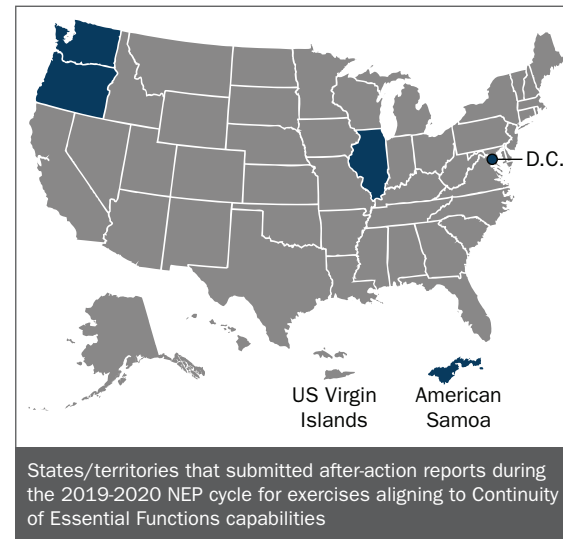 D.C.
US Virgin
Islands
American
Samoa
States/territories that submitted after-action reports during
the 2019-2020 NEP cycle for exercises aligning to Continuity
of Essential Functions capabilities